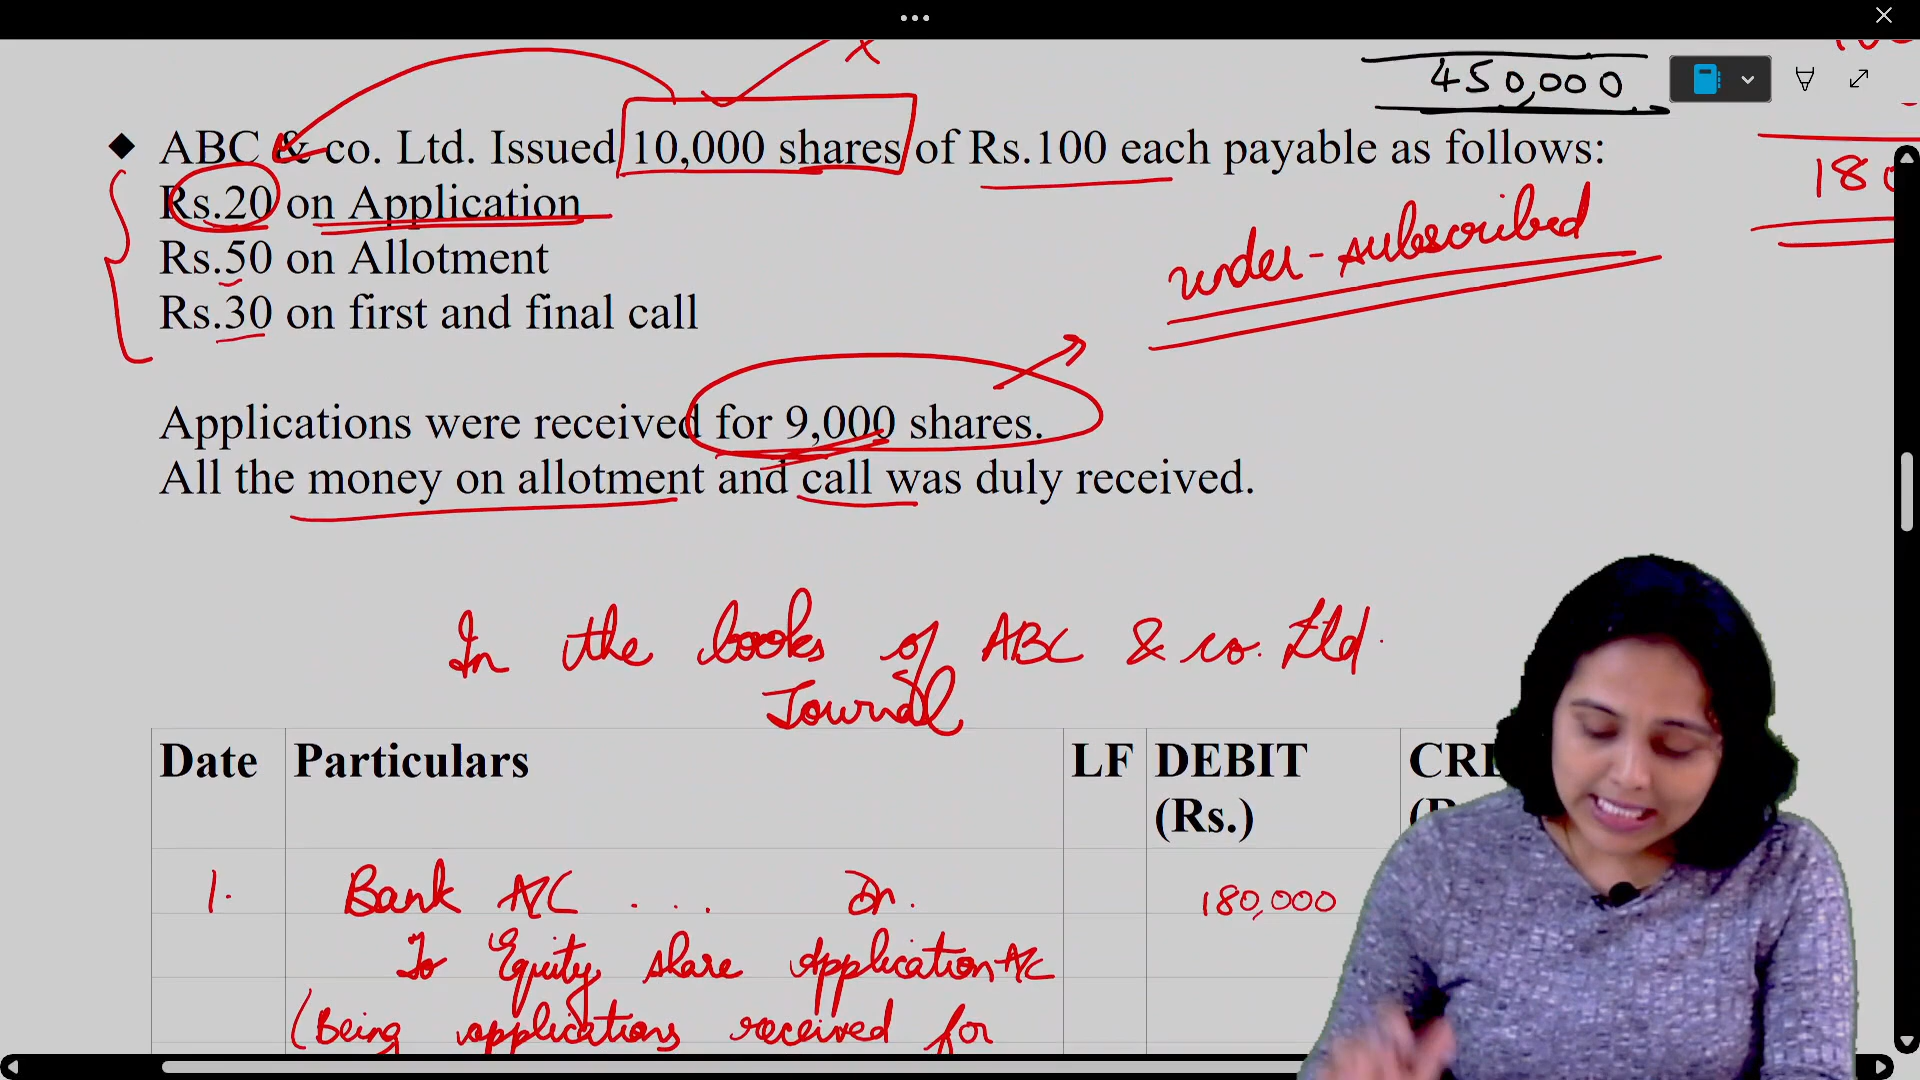 450,000
ABC & co. Ltd. Issued 10,000 shares of Rs.100 each payable as follows:
180
Rs.20 on Application
Rs.50 on Allotment
under-subscribed
Rs.30 on first and final call
Applications were received for 9,000 shares.
All the money on allotment and call was duly received.
In the books of ABC & co. Ltd.
Journal
Date Particulars LF DEBIT (Rs.)
1. Bank A/C .... Dr. 180,000
To Equity share Application A/C
(Being applications received for